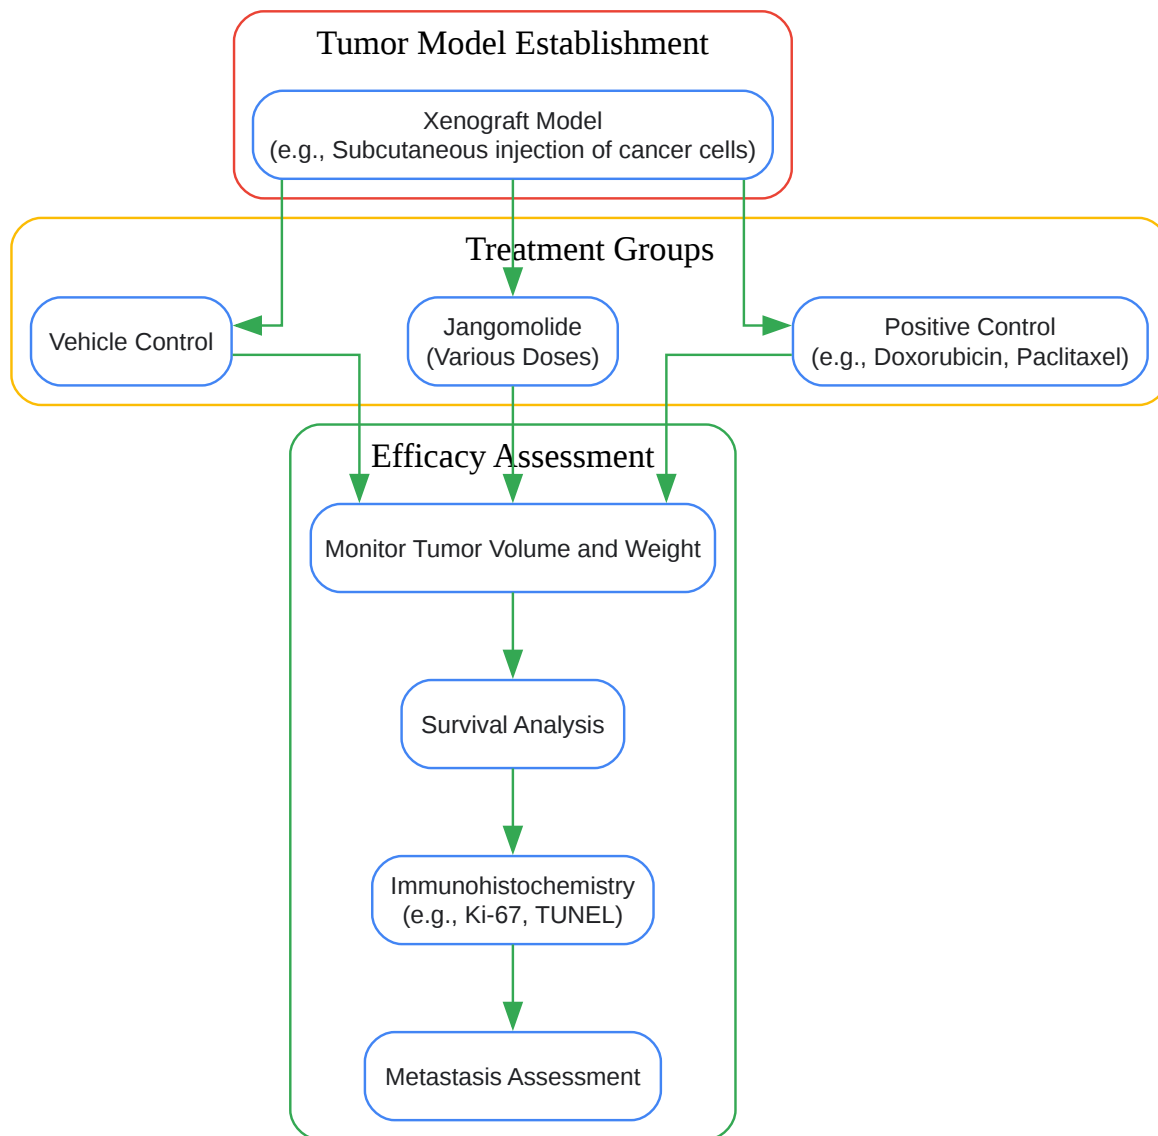 Tumor Model Establishment
Xenograft Model
(e.g., Subcutaneous injection of cancer cells)
Treatment Groups
Vehicle Control
Jangomolide
(Various Doses)
Positive Control
(e.g., Doxorubicin, Paclitaxel)
Efficacy Assessment
Monitor Tumor Volume and Weight
Survival Analysis
Immunohistochemistry
(e.g., Ki-67, TUNEL)
Metastasis Assessment